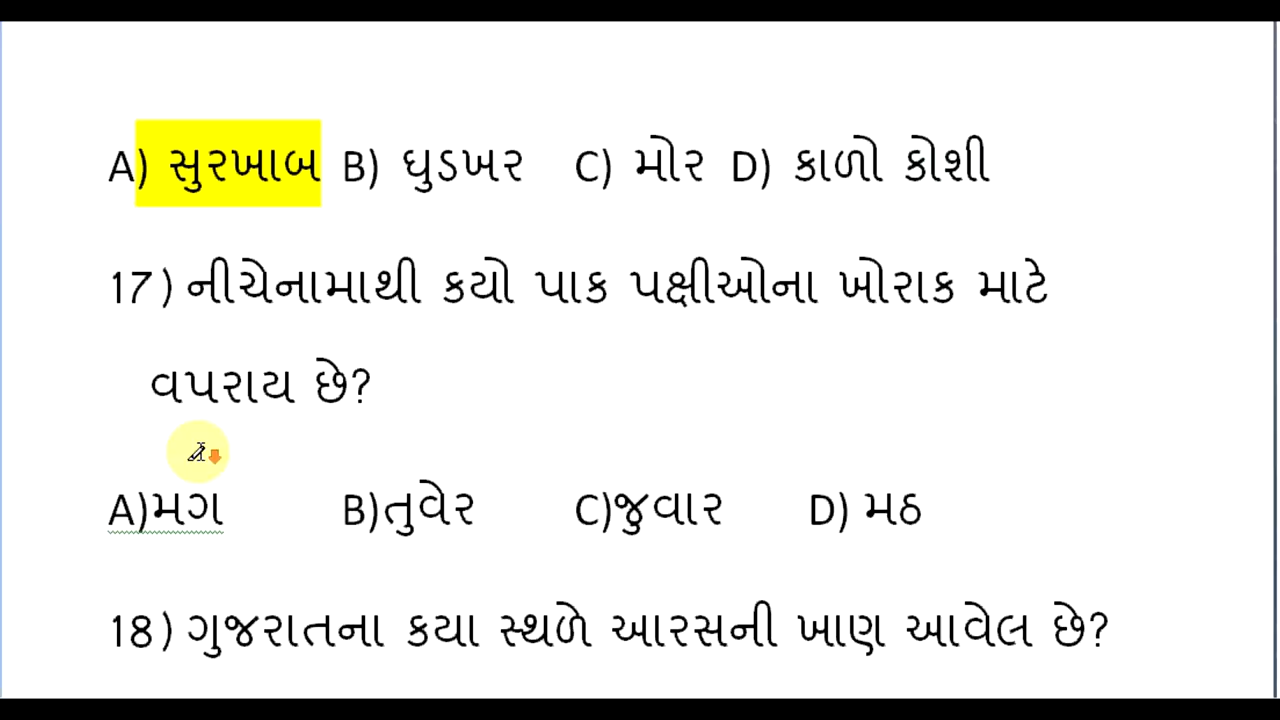 A) સુરખાબ B) ઘુડખર C) મોર D) કાળો કોશી
17) નીચેનામાથી કયો પાક પક્ષીઓના ખોરાક માટે
વપરાય છે?
A)મગ B)તુવેર C)જુવાર D) મઠ
18) ગુજરાતના કયા સ્થળે આરસની ખાણ આવેલ છે?